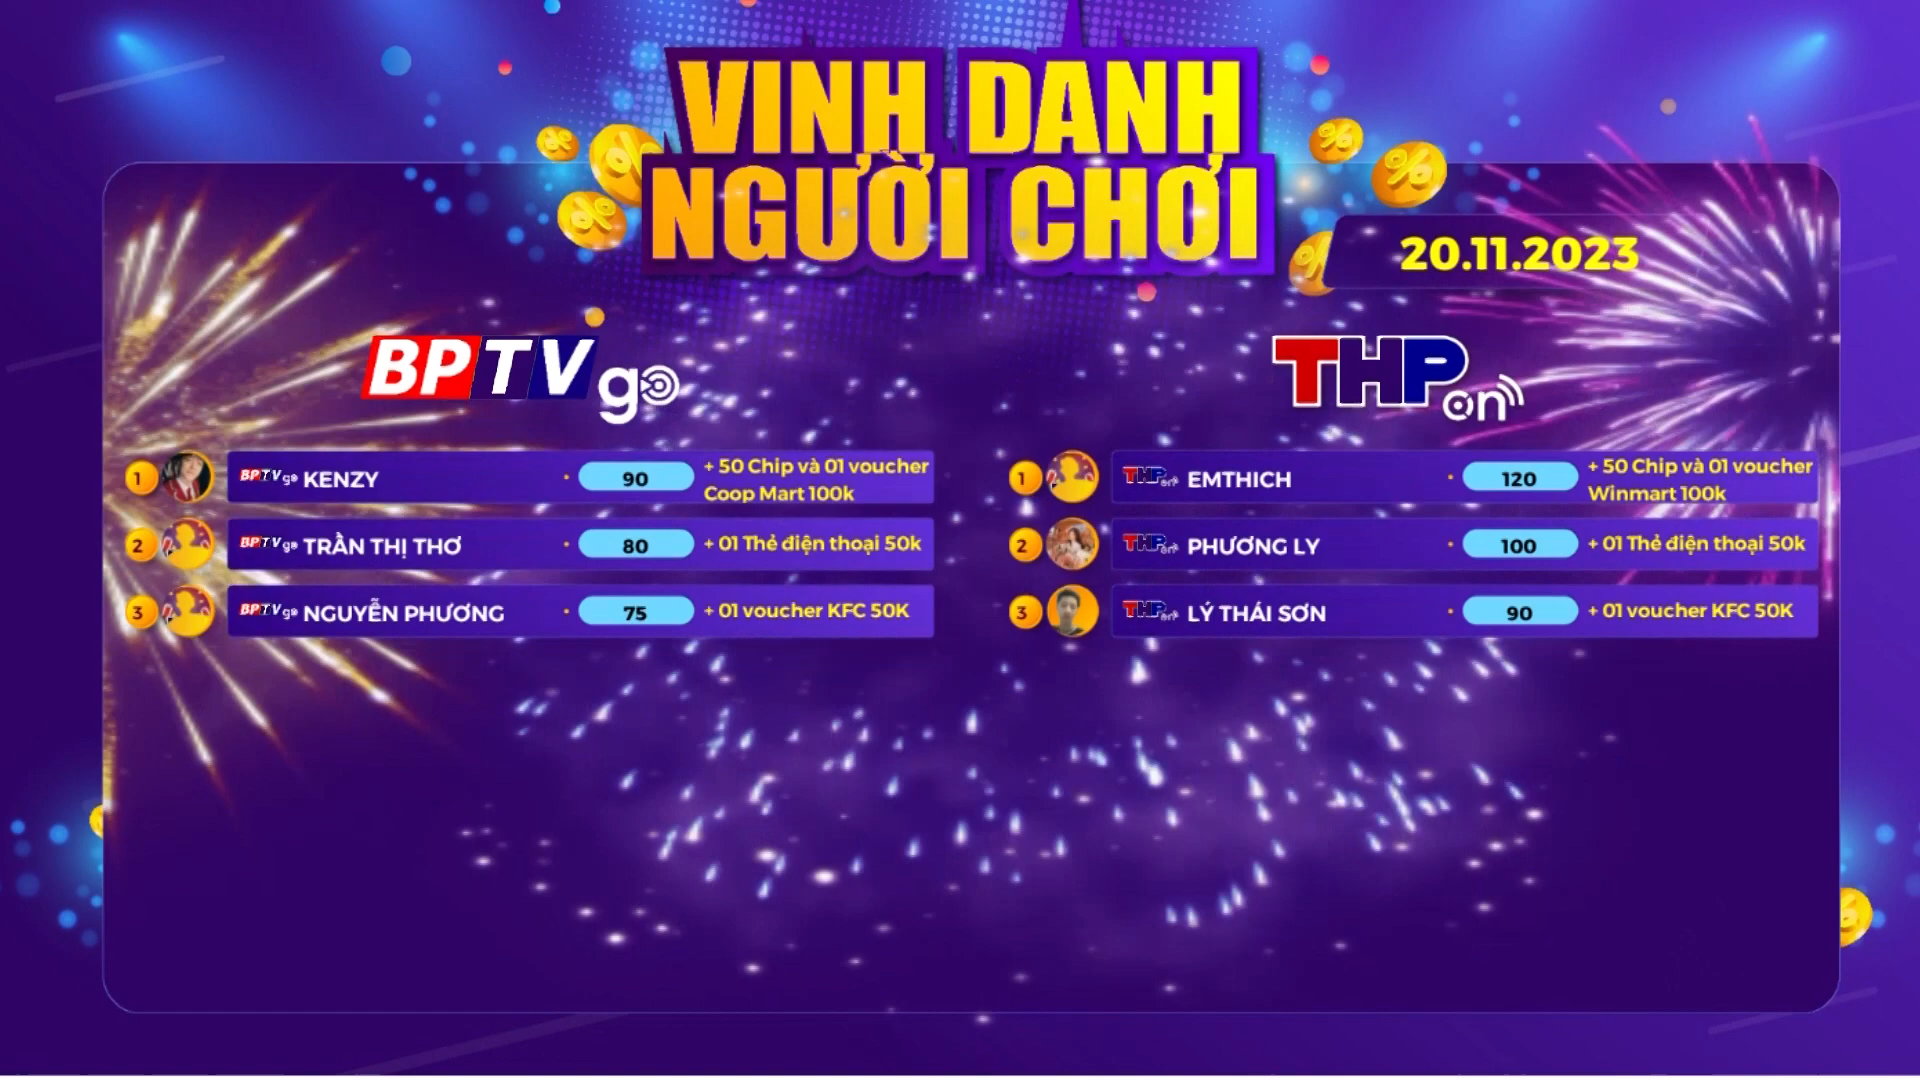 VINH DANH
NGƯỜI CHƠI
20.11.2023
BPTV go
1 BPTV go KENZY • 90 + 50 Chip và 01 voucher
Coop Mart 100k
2 BPTV go TRẦN THỊ THƠ • 80 + 01 Thẻ điện thoại 50k
3 BPTV go NGUYỄN PHƯƠNG • 75 + 01 voucher KFC 50K
THP on
1 THP on EMTHICH • 120 + 50 Chip và 01 voucher
Winmart 100k
2 THP on PHƯƠNG LY • 100 + 01 Thẻ điện thoại 50k
3 THP on LÝ THÁI SƠN • 90 + 01 voucher KFC 50K